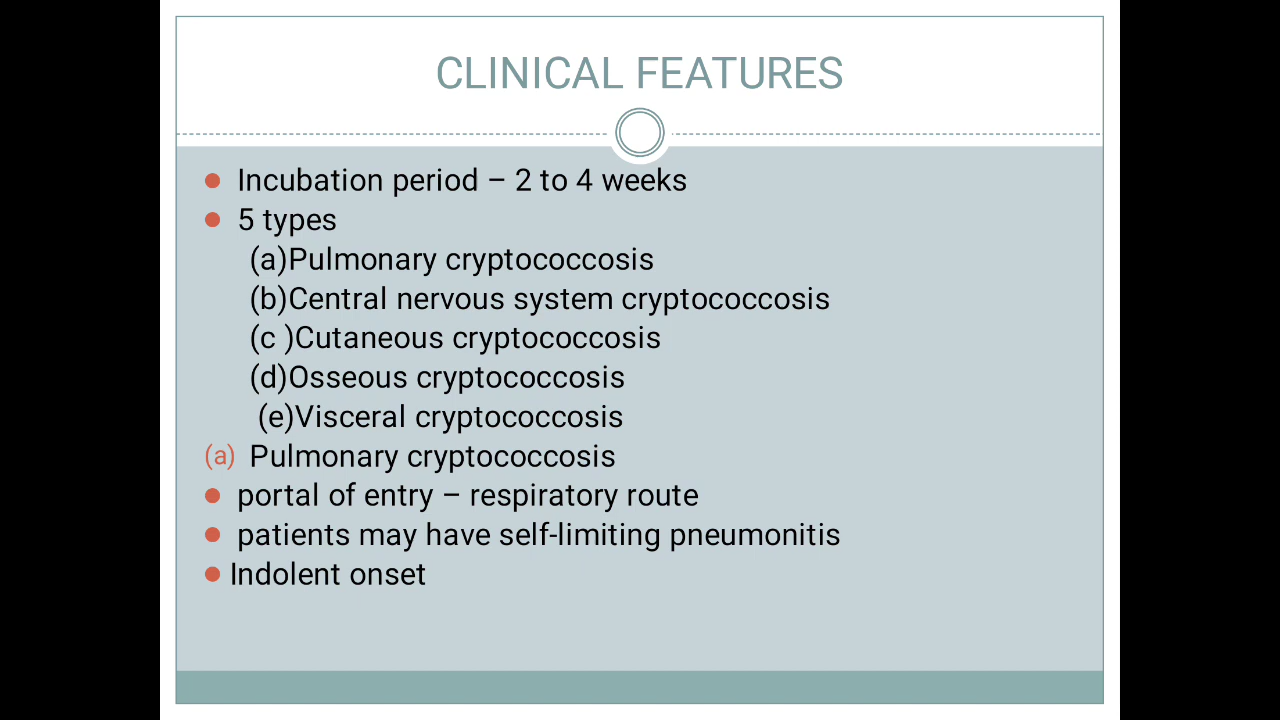 CLINICAL FEATURES
Incubation period – 2 to 4 weeks
5 types
(a)Pulmonary cryptococcosis
(b)Central nervous system cryptococcosis
(c )Cutaneous cryptococcosis
(d)Osseous cryptococcosis
(e)Visceral cryptococcosis
(a) Pulmonary cryptococcosis
portal of entry – respiratory route
patients may have self-limiting pneumonitis
Indolent onset